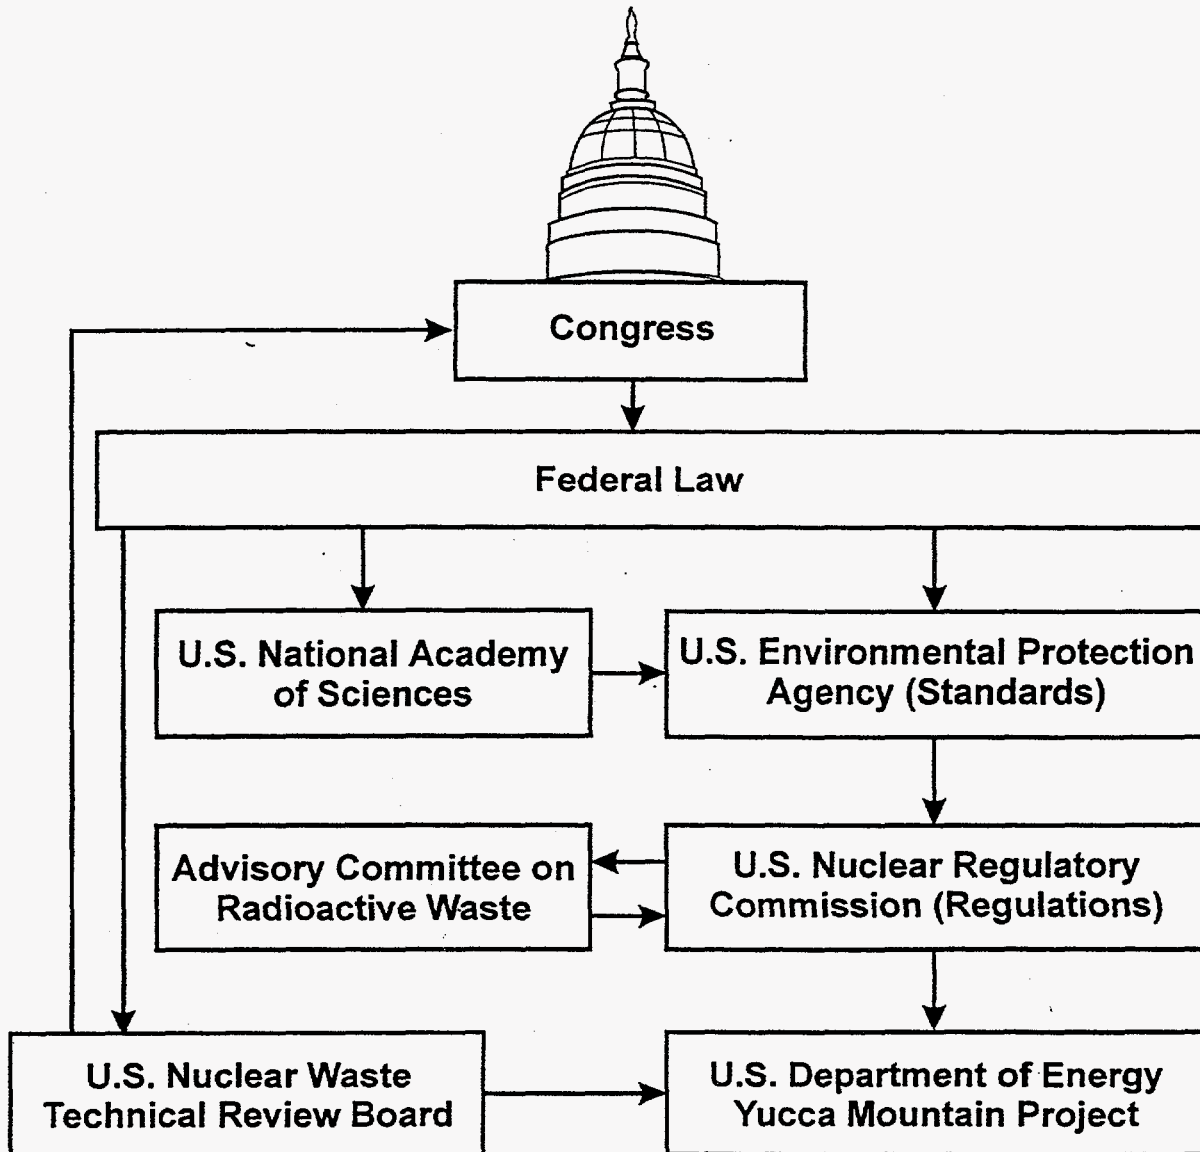 Congress
Federal Law
U.S. National Academy
of Sciences
U.S. Environmental Protection
Agency (Standards)
Advisory Committee on
Radioactive Waste
U.S. Nuclear Regulatory
Commission (Regulations)
U.S. Nuclear Waste
Technical Review Board
U.S. Department of Energy
Yucca Mountain Project